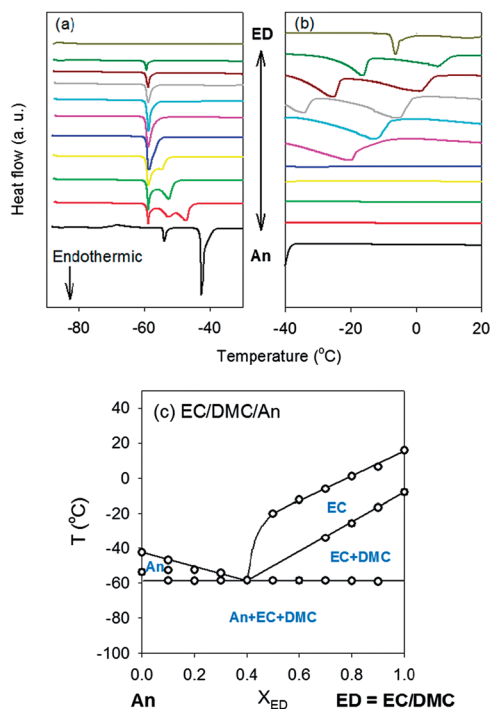 (a) ED (b)
Heat flow (a. u.)
Endothermic
An
-80 -60 -40 -40 -20 0 20
Temperature (°C)
(c) EC/DMC/An
T (°C)
40
20
0
-20
-40
-60
-80
-100
EC
An
EC+DMC
An+EC+DMC
0.0 0.2 0.4 0.6 0.8 1.0
An X_ED ED = EC/DMC